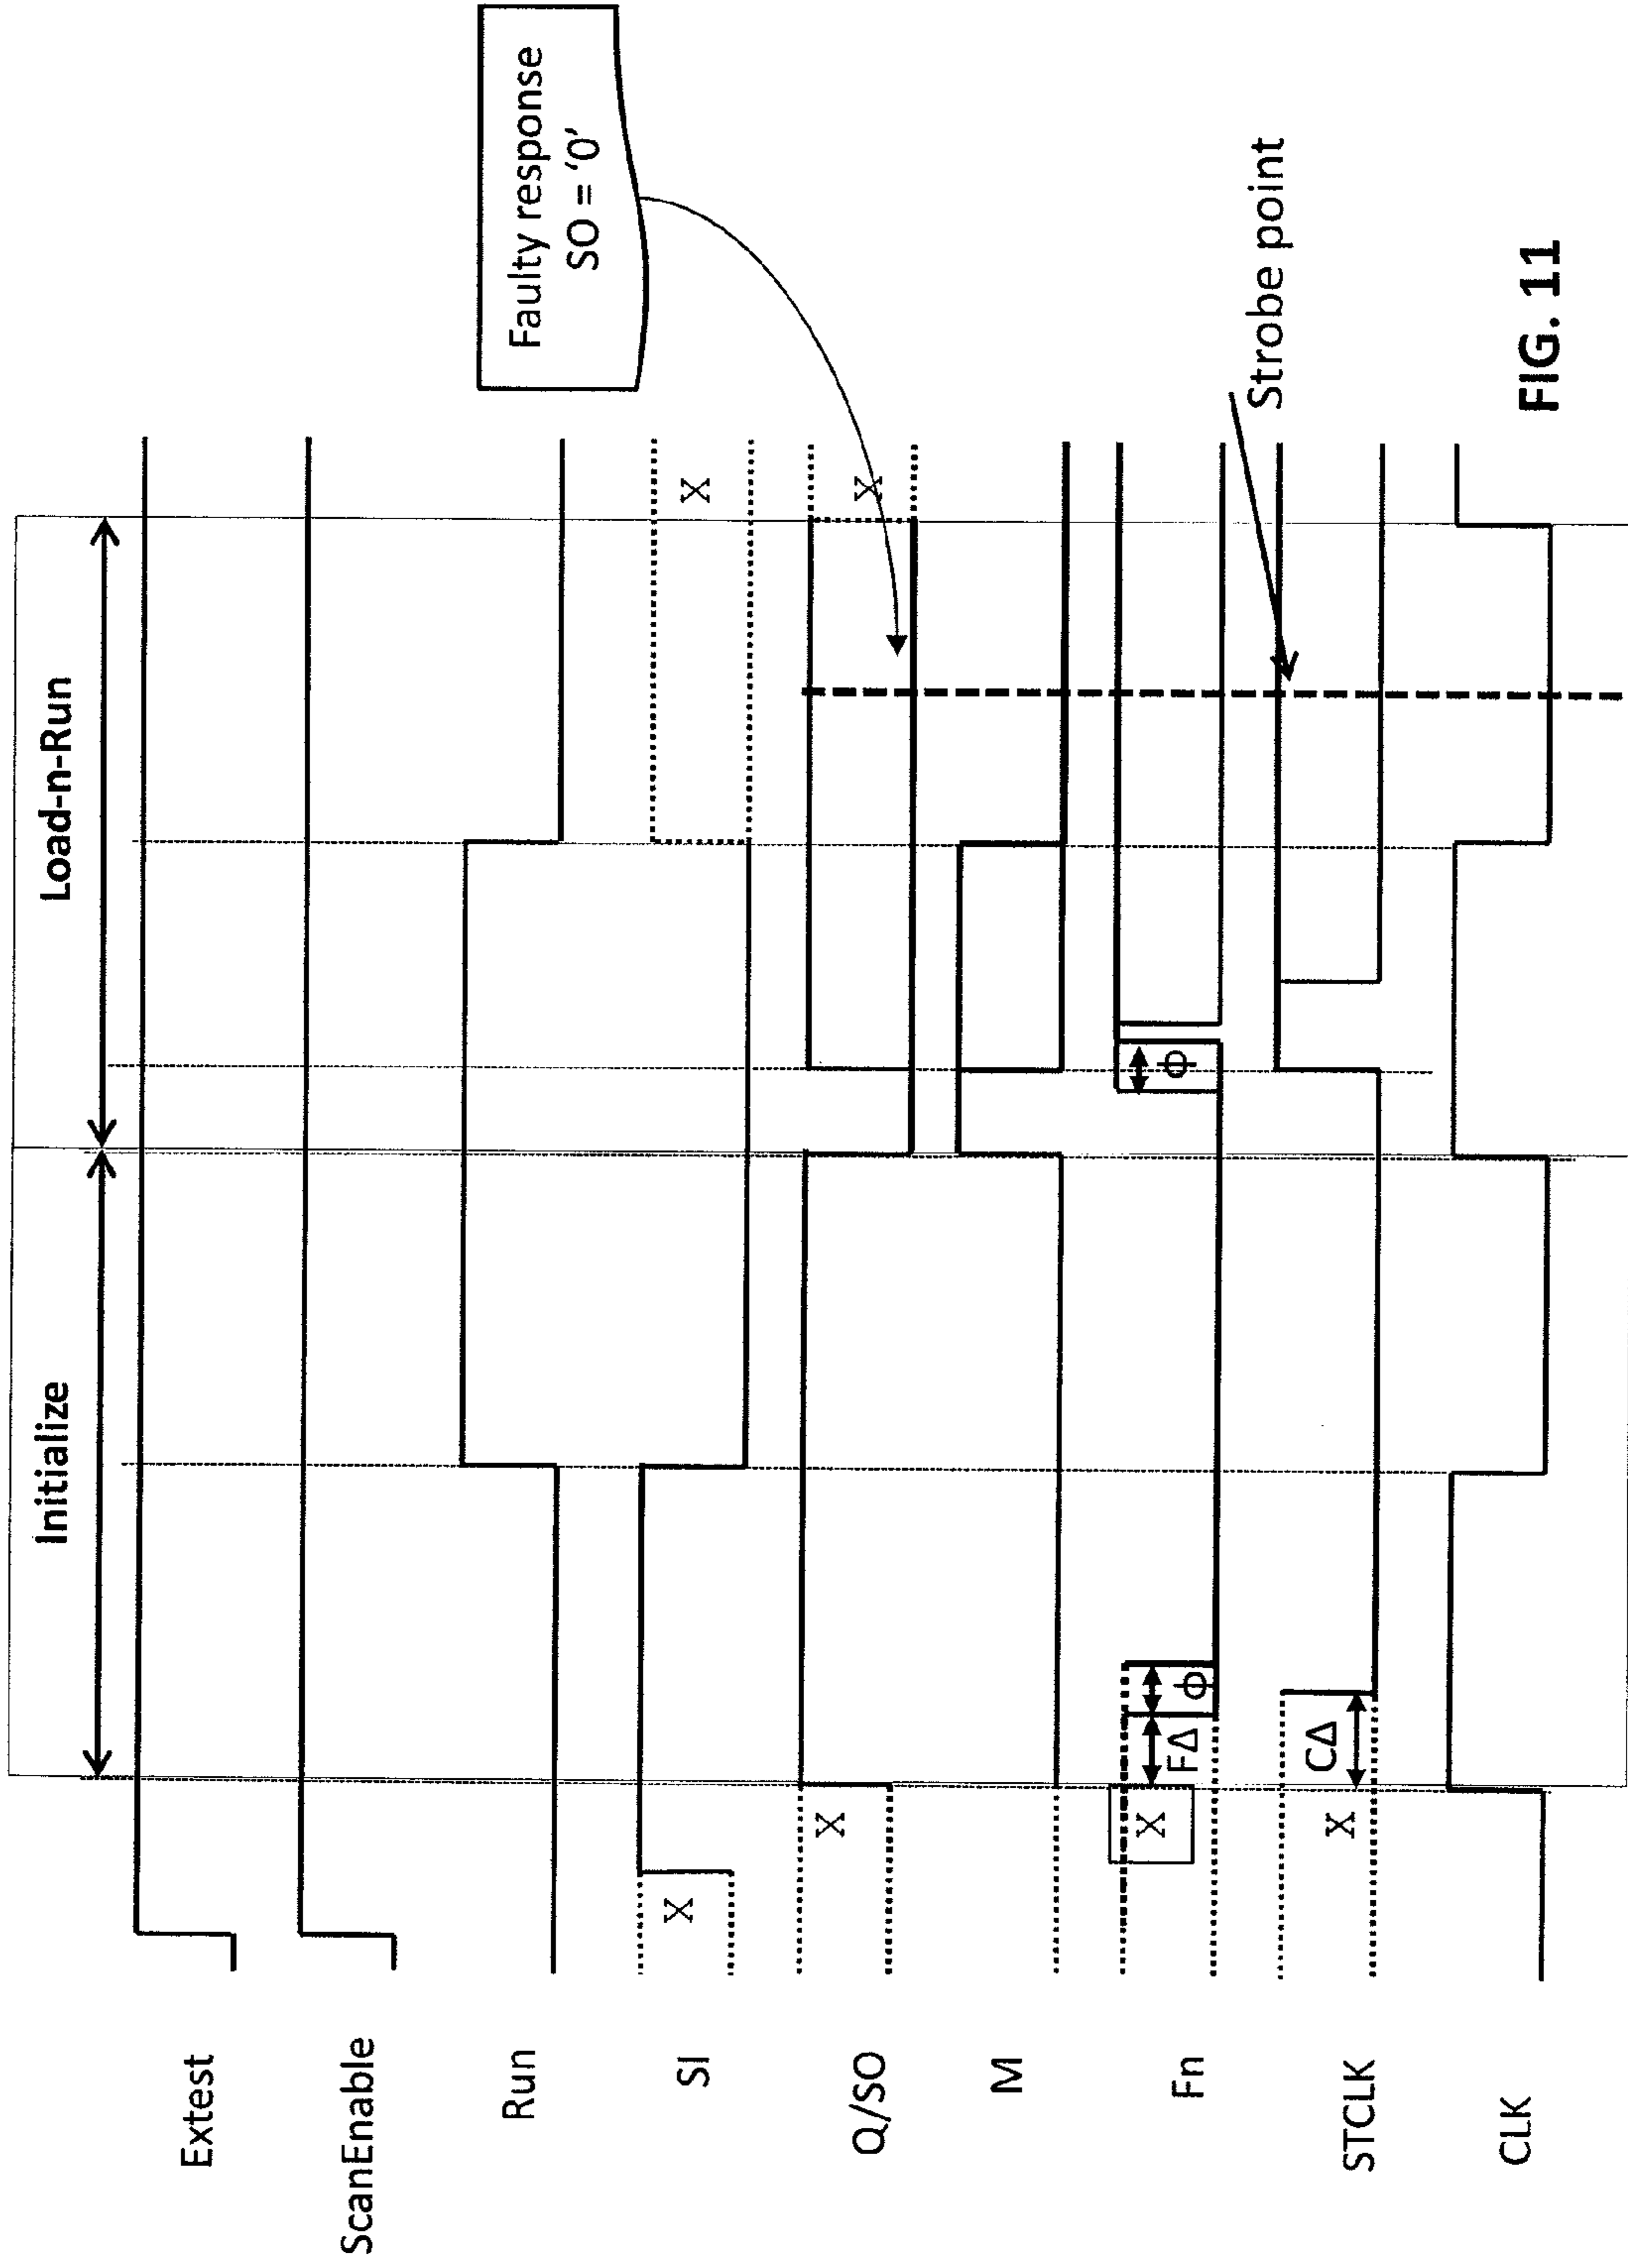 Initialize
Load-n-Run
Extest
ScanEnable
Run
SI
X
X
Faulty response
SO = ‘0’
Q/SO
X
X
M
Fn
X
FΔ
ϕ
ϕ
STCLK
X
CΔ
Strobe point
CLK
FIG. 11